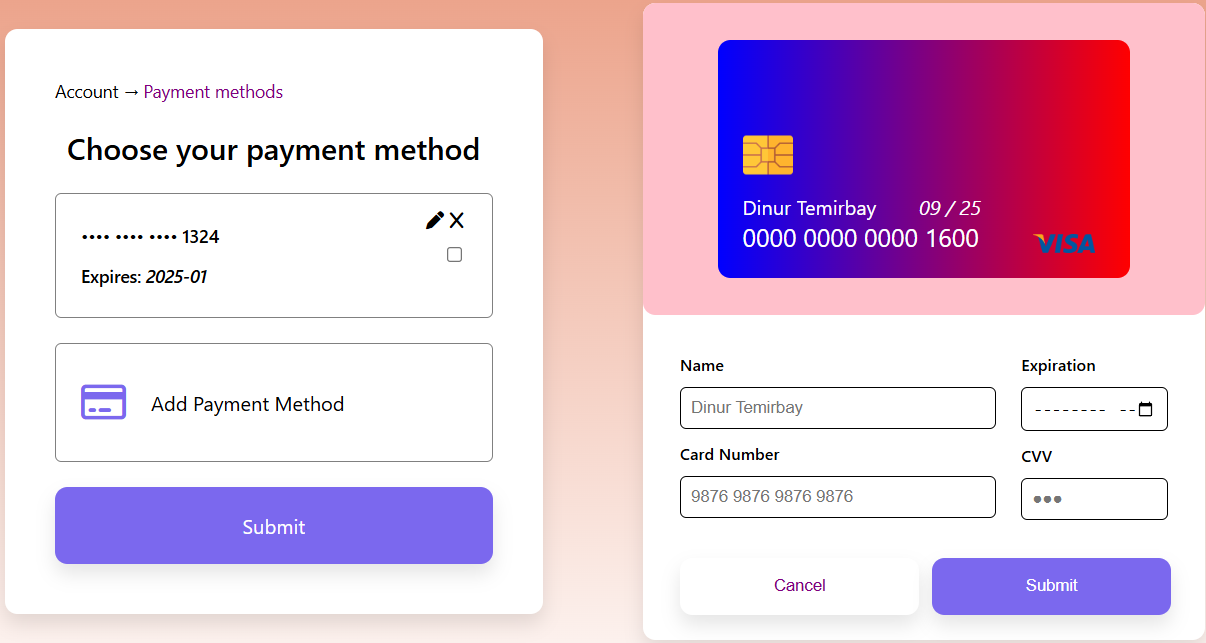 Account → Payment methods
Choose your payment method
•••• •••• •••• 1324
Expires: 2025-01
Add Payment Method
Submit
Dinur Temirbay 09 / 25
0000 0000 0000 1600
VISA
Name Expiration
Dinur Temirbay -------- --
Card Number CVV
9876 9876 9876 9876 •••
Cancel Submit